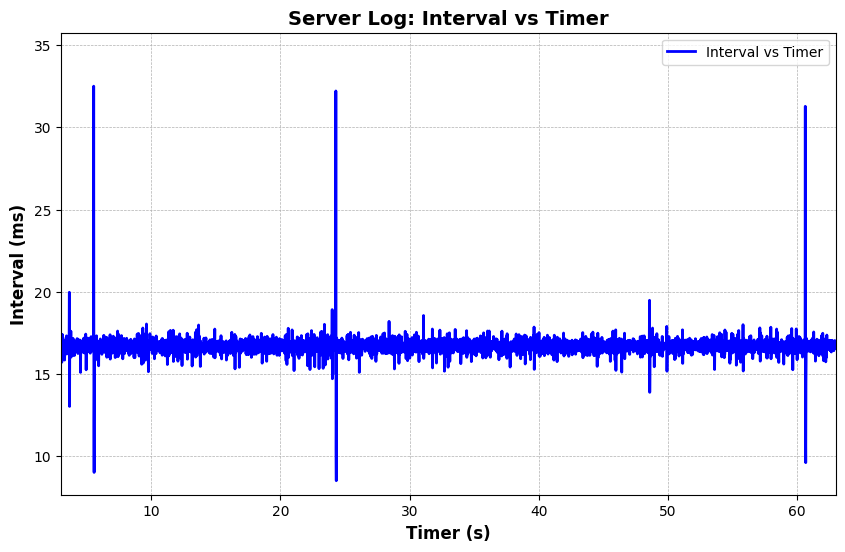 Server Log: Interval vs Timer
Interval vs Timer
Interval (ms)
35
30
25
20
15
10
10 20 30 40 50 60
Timer (s)